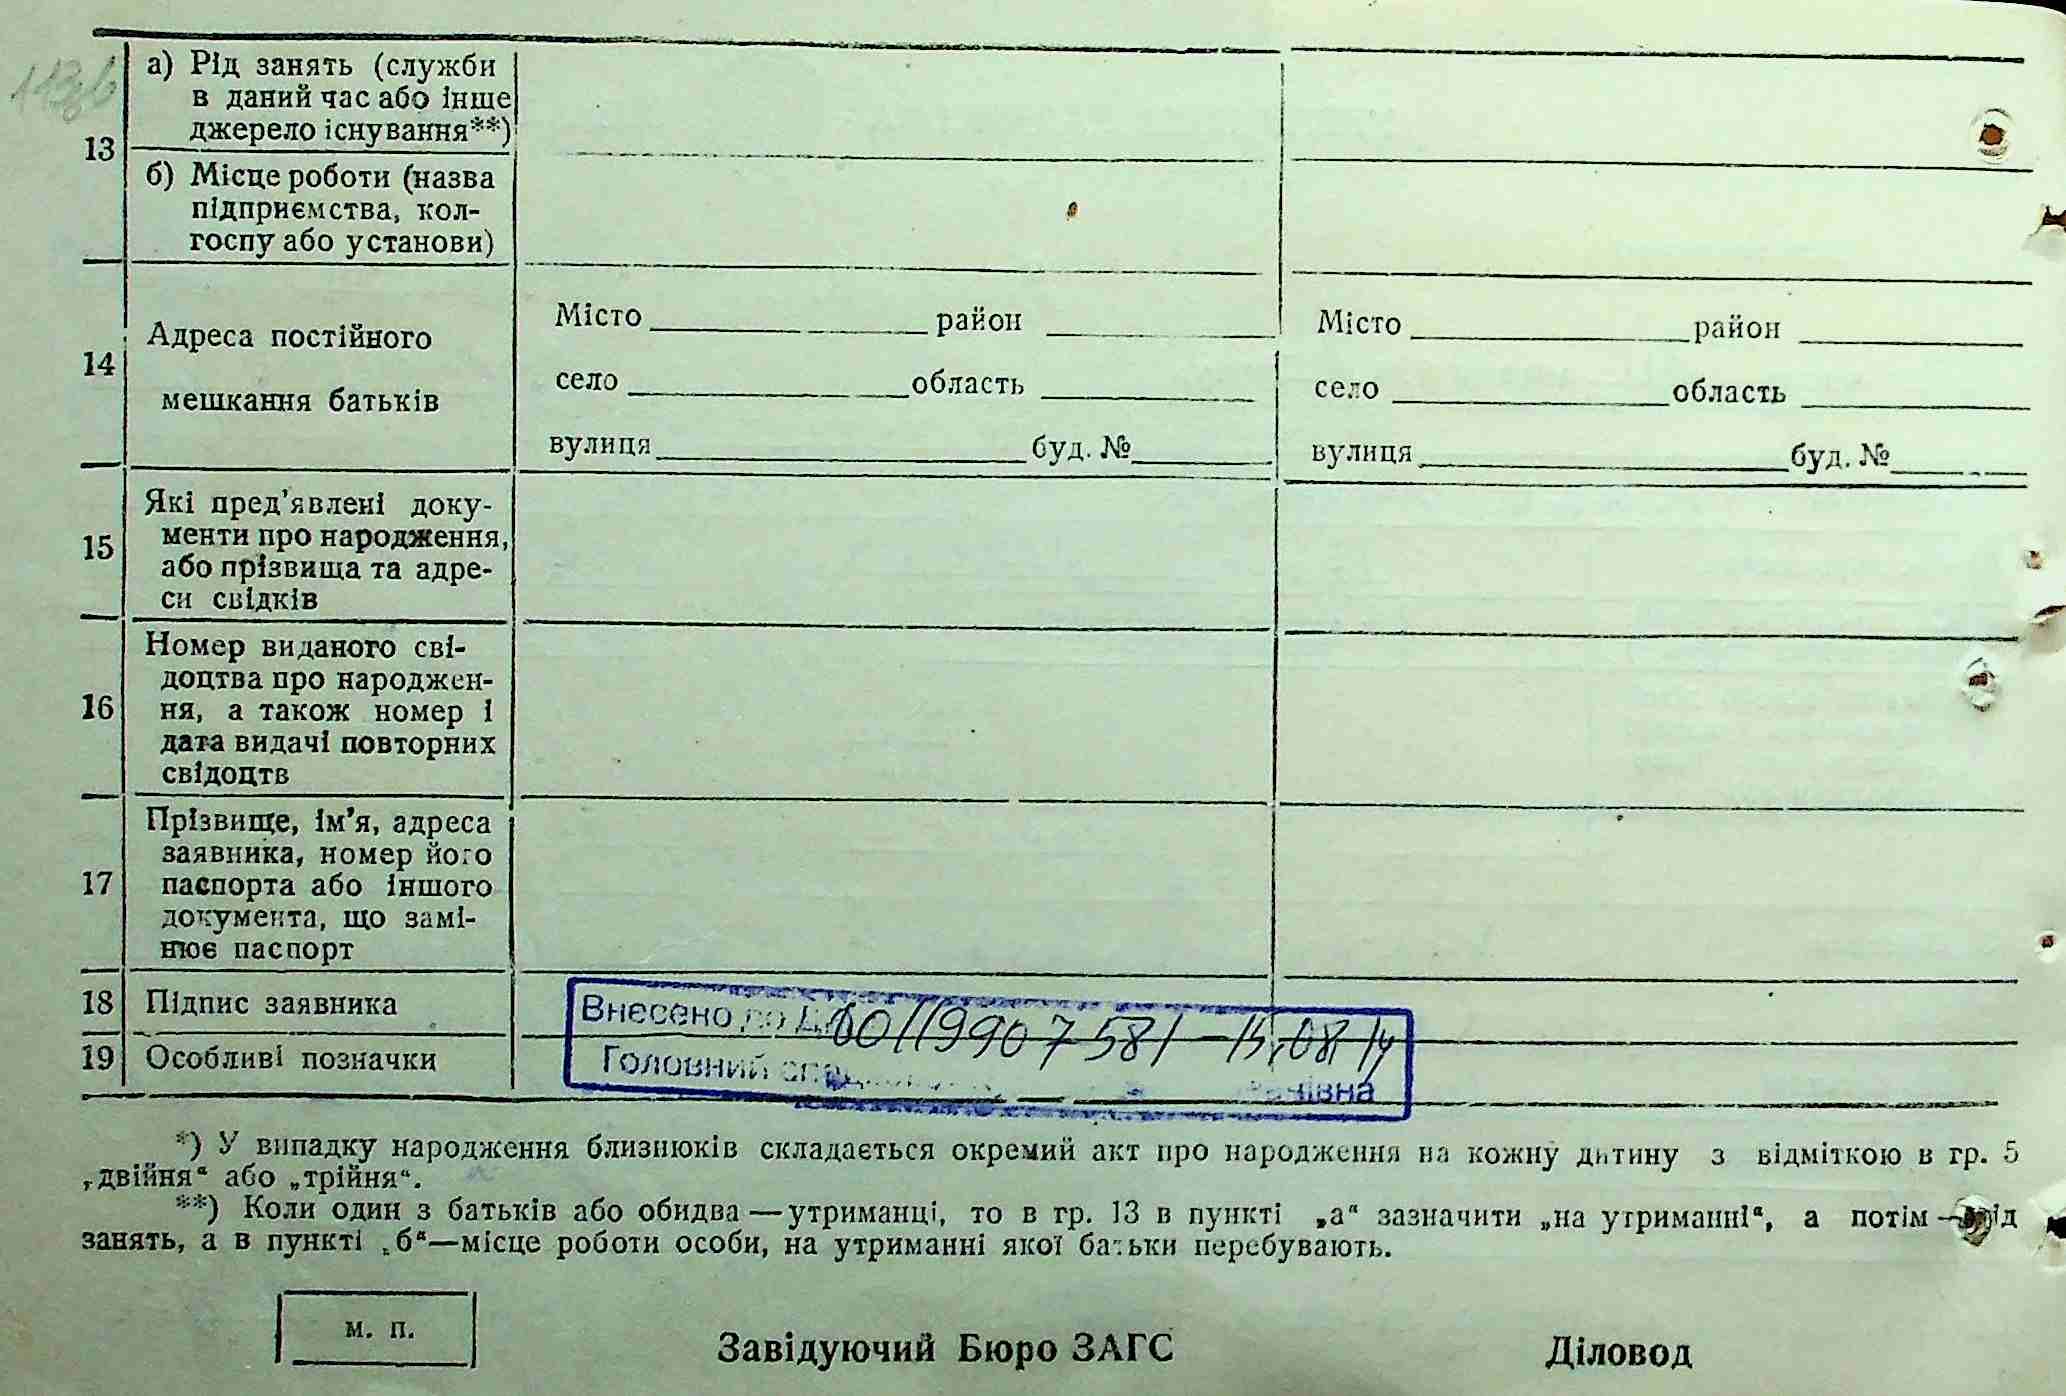 13
а) Рід занять (служби
в даний час або інше
джерело існування**)
б) Місце роботи (назва
підприємства, кол-
госпу або установи)
14
Адреса постійного
мешкання батьків
Місто район
село область
вулиця буд. №
Місто район
село область
вулиця буд. №
15
Які пред’явлені доку-
менти про народження,
або прізвища та адре-
си свідків
16
Номер виданого сві-
доцтва про народжен-
ня, а також номер і
дата видачі повторних
свідоцтв
17
Прізвище, ім’я, адреса
заявника, номер його
паспорта або іншого
документа, що замі-
нює паспорт
18 Підпис заявника
19 Особливі позначки
Внесено до 00119907581 – 15.08.14
Головний
*) У випадку народження близнюків складається окремий акт про народження на кожну дитину з відміткою в гр. 5
„двійня“ або „трійня“.
**) Коли один з батьків або обидва — утриманці, то в гр. 13 в пункті „а“ зазначити „на утриманні“, а потім — рід
занять, а в пункті „б“—місце роботи особи, на утриманні якої батьки перебувають.
м. п.
Завідуючий Бюро ЗАГС
Діловод